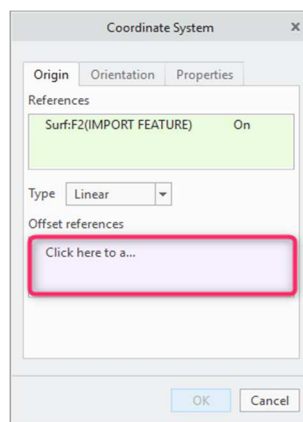 Coordinate System x
Origin Orientation Properties
References
Surf:F2(IMPORT FEATURE) On
Type Linear
Offset references
Click here to a...
OK Cancel